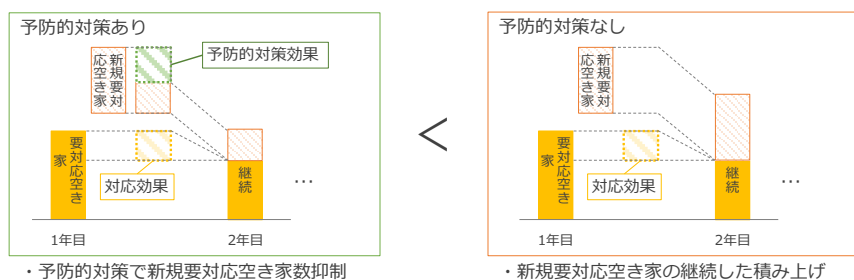 予防的対策あり
予防的対策効果
新規要対
応空き家
要対応空き
家
対応効果
継続
…
1年目
2年目
・予防的対策で新規要対応空き家数抑制
<
予防的対策なし
新規要対
応空き家
要対応空き
家
対応効果
継続
…
1年目
2年目
・新規要対応空き家の継続した積み上げ